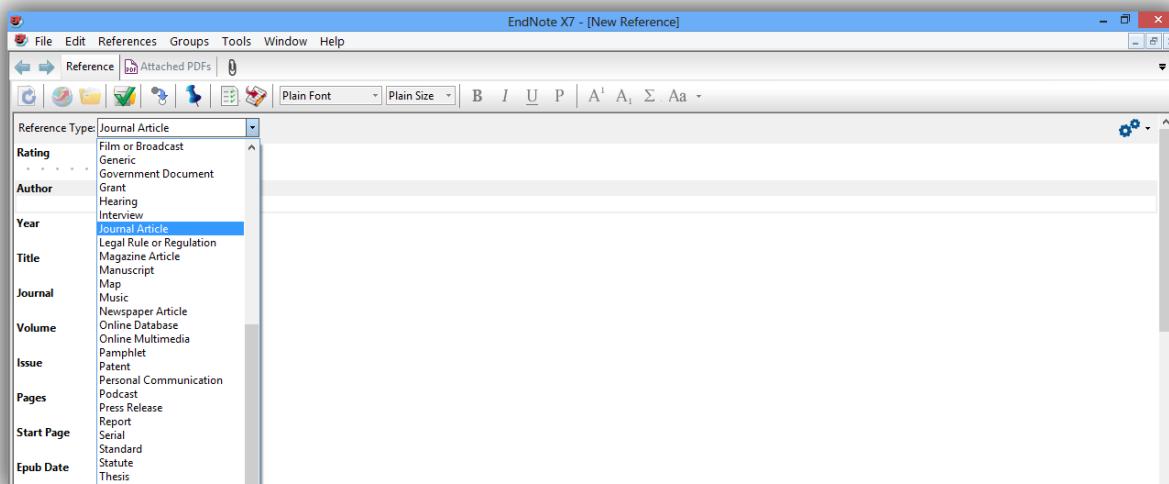 EndNote X7 - [New Reference]
File Edit References Groups Tools Window Help
Reference PDF Attached PDFs
Plain Font Plain Size B I U P A¹ A₁ Σ Aa
Reference Type: Journal Article
Film or Broadcast
Rating
Generic
Government Document
Author
Grant
Hearing
Interview
Year
Journal Article
Legal Rule or Regulation
Title
Magazine Article
Manuscript
Map
Journal
Music
Newspaper Article
Volume
Online Database
Online Multimedia
Pamphlet
Issue
Patent
Personal Communication
Pages
Podcast
Press Release
Report
Start Page
Serial
Standard
Epub Date
Statute
Thesis